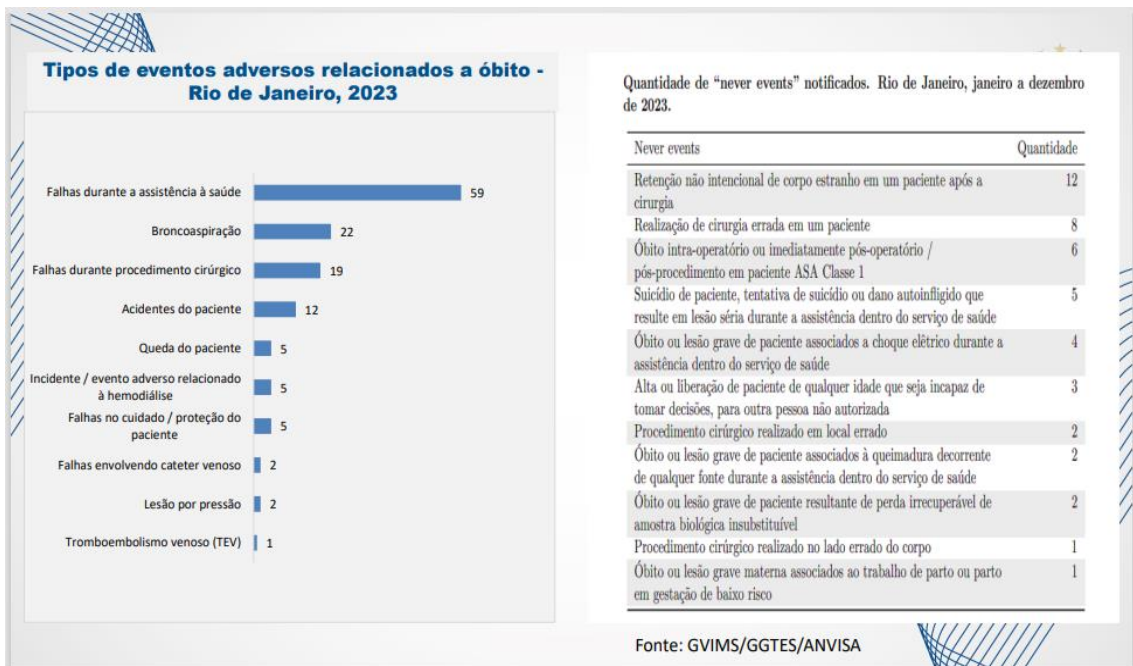 Tipos de eventos adversos relacionados a óbito -
Rio de Janeiro, 2023
Falhas durante a assistência à saúde 59
Broncoaspiração 22
Falhas durante procedimento cirúrgico 19
Acidentes do paciente 12
Queda do paciente 5
Incidente / evento adverso relacionado
à hemodiálise 5
Falhas no cuidado / proteção do
paciente 5
Falhas envolvendo cateter venoso 2
Lesão por pressão 2
Tromboembolismo venoso (TEV) 1
Quantidade de “never events” notificados. Rio de Janeiro, janeiro a dezembro
de 2023.
Never events Quantidade
Retenção não intencional de corpo estranho em um paciente após a 12
cirurgia
Realização de cirurgia errada em um paciente 8
Óbito intra-operatório ou imediatamente pós-operatório / 6
pós-procedimento em paciente ASA Classe 1
Suicídio de paciente, tentativa de suicídio ou dano autoinfligido que 5
resulte em lesão séria durante a assistência dentro do serviço de saúde
Óbito ou lesão grave de paciente associados a choque elétrico durante a 4
assistência dentro do serviço de saúde
Alta ou liberação de paciente de qualquer idade que seja incapaz de 3
tomar decisões, para outra pessoa não autorizada
Procedimento cirúrgico realizado em local errado 2
Óbito ou lesão grave de paciente associados à queimadura decorrente 2
de qualquer fonte durante a assistência dentro do serviço de saúde
Óbito ou lesão grave de paciente resultante de perda irrecuperável de 2
amostra biológica insubstituível
Procedimento cirúrgico realizado no lado errado do corpo 1
Óbito ou lesão grave materna associados ao trabalho de parto ou parto 1
em gestação de baixo risco
Fonte: GVIMS/GGTES/ANVISA